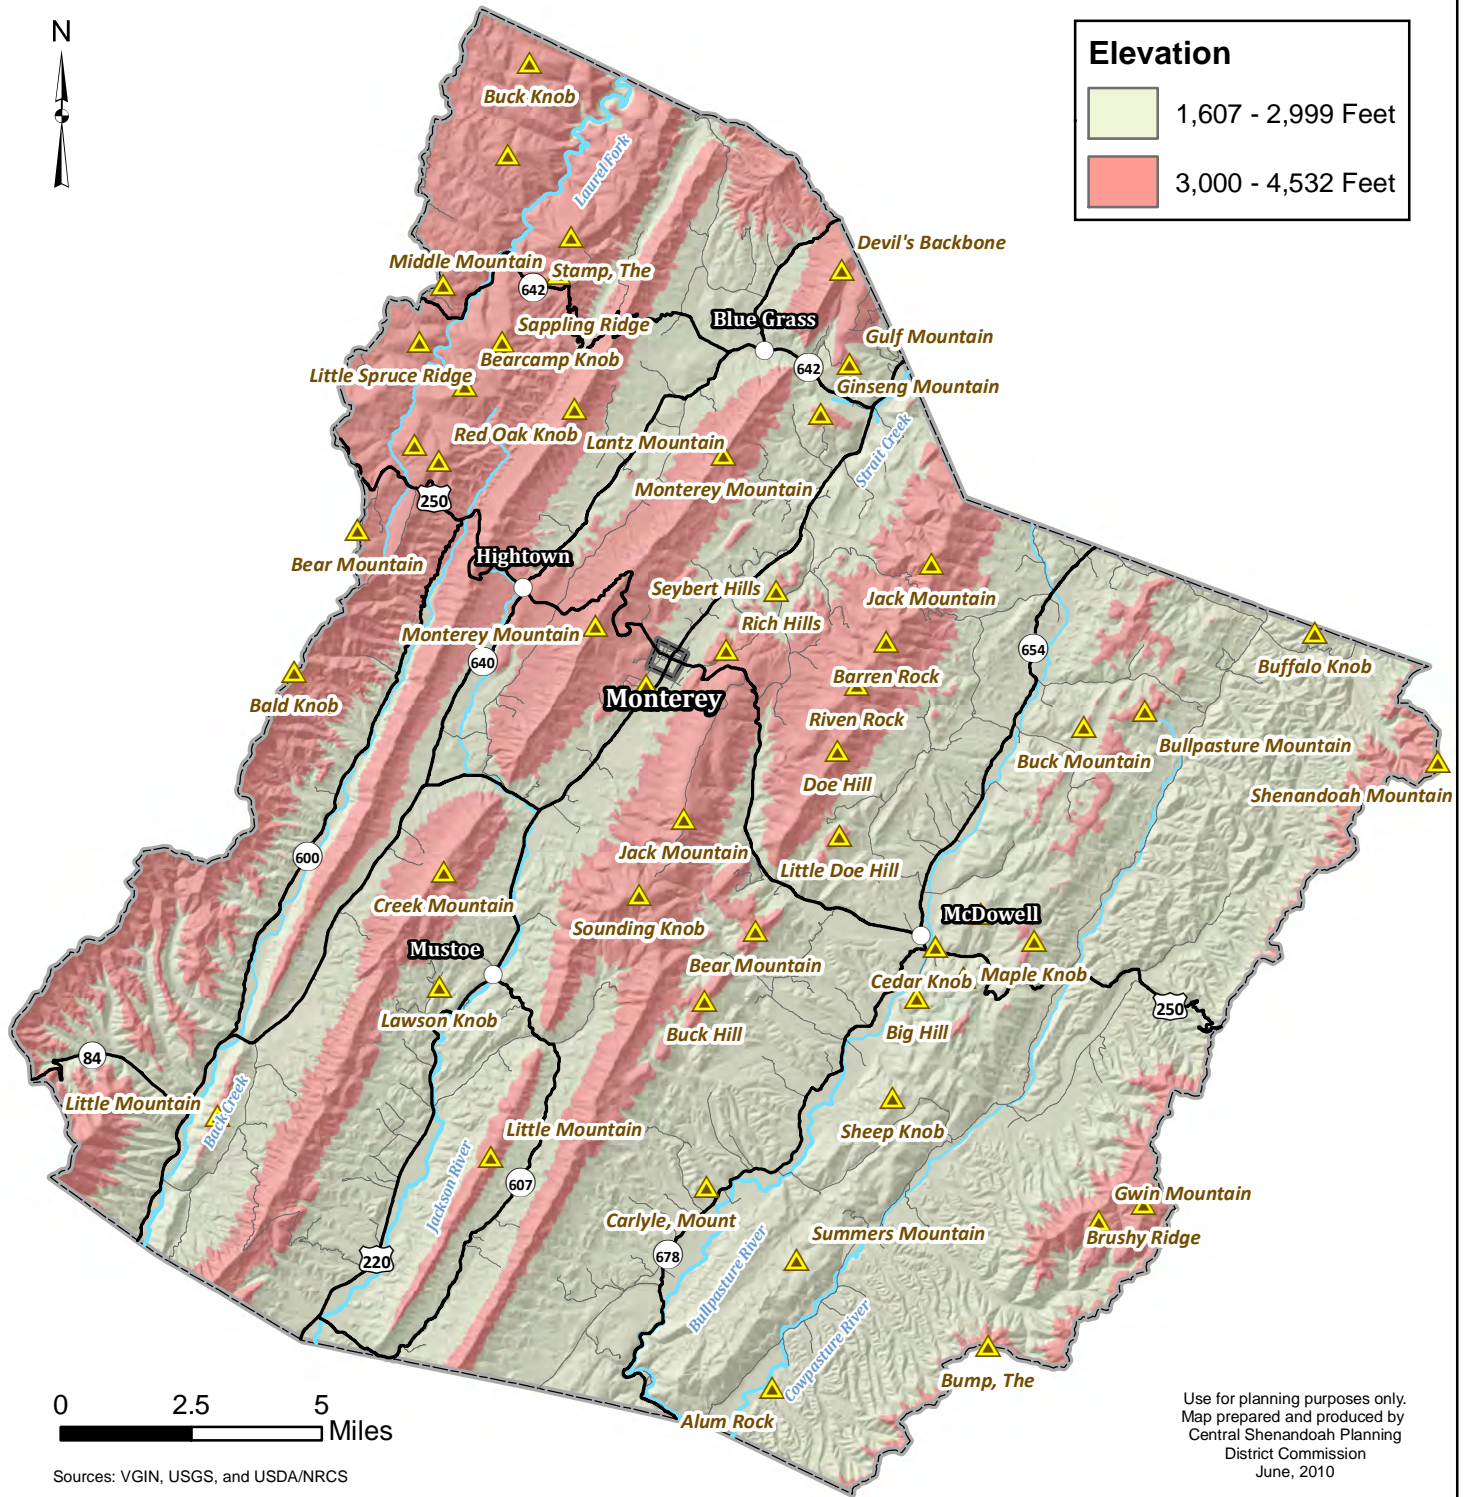 N
Elevation
1,607 - 2,999 Feet
3,000 - 4,532 Feet
Buck Knob
Laurel Fork
Devil's Backbone
Middle Mountain
Stamp, The
642
Sappling Ridge
Blue Grass
Gulf Mountain
Bearcamp Knob
642
Little Spruce Ridge
Ginseng Mountain
Red Oak Knob
Lantz Mountain
Strait Creek
Monterey Mountain
250
Hightown
Bear Mountain
Seybert Hills
Jack Mountain
Rich Hills
Monterey Mountain
640
654
Buffalo Knob
Barren Rock
Bald Knob
Monterey
Riven Rock
Bullpasture Mountain
Buck Mountain
Doe Hill
Shenandoah Mountain
600
Jack Mountain
Little Doe Hill
Creek Mountain
McDowell
Sounding Knob
Mustoe
Bear Mountain
Cedar Knob
Maple Knob
250
Lawson Knob
Buck Hill
Big Hill
84
Little Mountain
Back Creek
Little Mountain
Sheep Knob
Jackson River
607
Gwin Mountain
Carlyle, Mount
Summers Mountain
Brushy Ridge
220
678
Bullpasture River
Cowpasture River
Bump, The
Alum Rock
0 2.5 5
Miles
Sources: VGIN, USGS, and USDA/NRCS
Use for planning purposes only.
Map prepared and produced by
Central Shenandoah Planning
District Commission
June, 2010